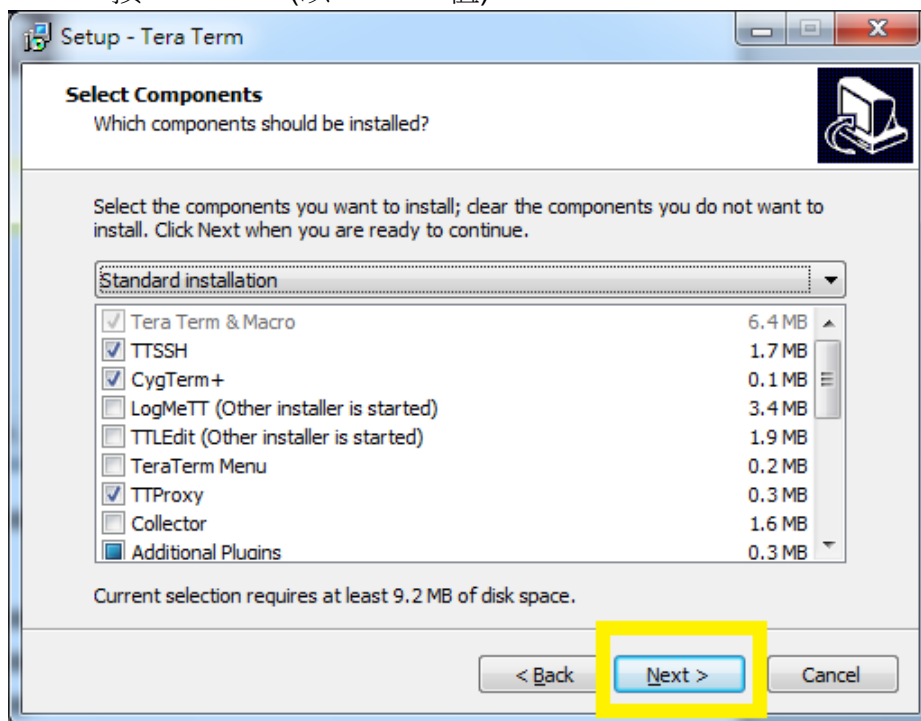 Setup - Tera Term
Select Components
Which components should be installed?
Select the components you want to install; clear the components you do not want to
install. Click Next when you are ready to continue.
Standard installation
Tera Term & Macro 6.4 MB
TTSSH 1.7 MB
CygTerm+ 0.1 MB
LogMeTT (Other installer is started) 3.4 MB
TTLEdit (Other installer is started) 1.9 MB
TeraTerm Menu 0.2 MB
TTProxy 0.3 MB
Collector 1.6 MB
Additional Plugins 0.3 MB
Current selection requires at least 9.2 MB of disk space.
< Back Next > Cancel